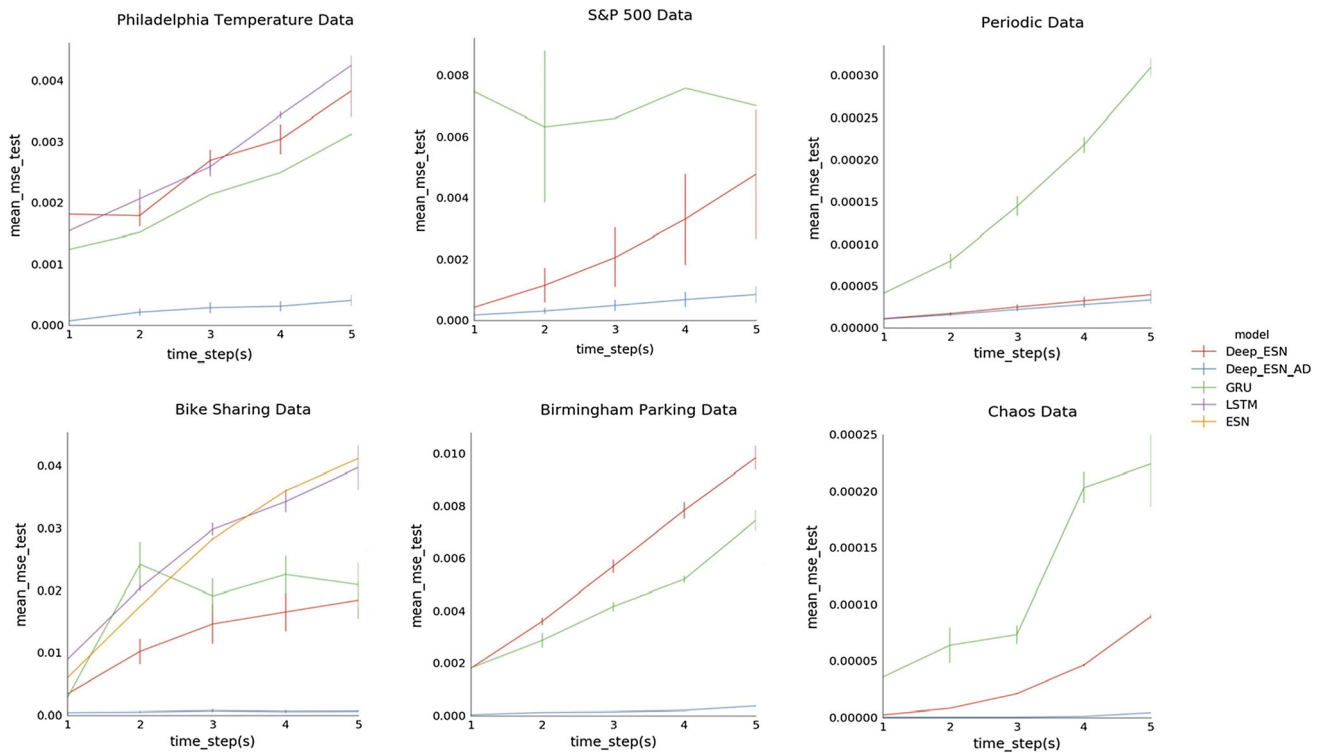 Philadelphia Temperature Data
mean_mse_test
0.004
0.003
0.002
0.001
0.000
1 2 3 4 5
time_step(s)
S&P 500 Data
mean_mse_test
0.008
0.006
0.004
0.002
0.000
1 2 3 4 5
time_step(s)
Periodic Data
mean_mse_test
0.00030
0.00025
0.00020
0.00015
0.00010
0.00005
0.00000
1 2 3 4 5
time_step(s)
model
Deep_ESN
Deep_ESN_AD
GRU
LSTM
ESN
Bike Sharing Data
mean_mse_test
0.04
0.03
0.02
0.01
0.00
1 2 3 4 5
time_step(s)
Birmingham Parking Data
mean_mse_test
0.010
0.008
0.006
0.004
0.002
0.000
1 2 3 4 5
time_step(s)
Chaos Data
mean_mse_test
0.00025
0.00020
0.00015
0.00010
0.00005
0.00000
1 2 3 4 5
time_step(s)